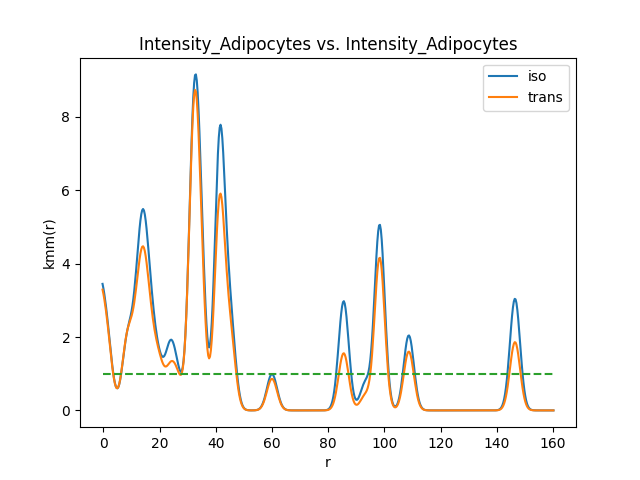 Intensity_Adipocytes vs. Intensity_Adipocytes
iso
trans
kmm(r)
8
6
4
2
0
0 20 40 60 80 100 120 140 160
r